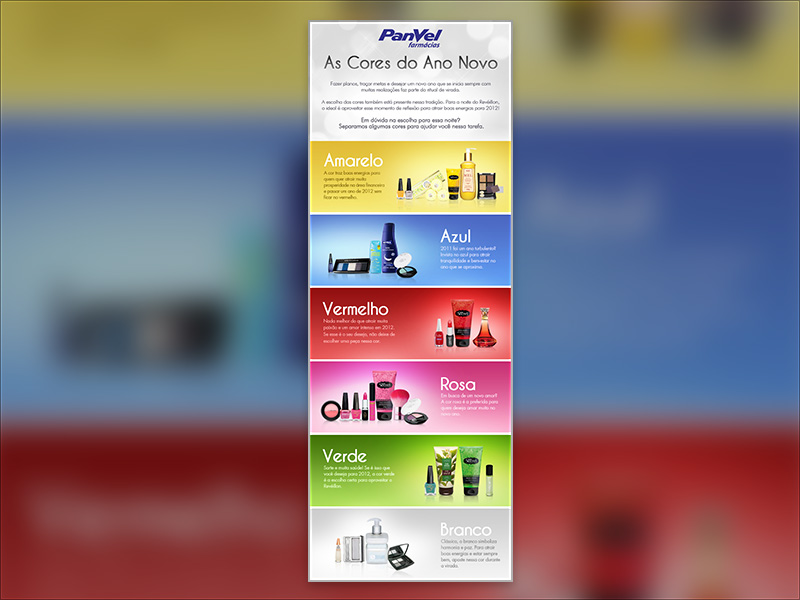 PanVel
farmácias
As Cores do Ano Novo
Fazer planos, traçar metas e desejar um novo ano que se inicia sempre com
muitas realizações faz parte do ritual da virada.
A escolha das cores também está presente nessa tradição. Para a noite do Revéillon,
o ideal é aproveitar esse momento de reflexão para atrair boas energias para 2012!
Em dúvida na escolha para essa noite?
Separamos algumas cores para ajudar você nessa tarefa.
Amarelo
A cor traz boas energias para
quem quer atrair muita
prosperidade na área financeira
e passar um ano de 2012 sem
ficar no vermelho.
Azul
2011 foi um ano turbulento?
Invista no azul para atrair
tranquilidade e bem-estar no
ano que se aproxima.
Vermelho
Nada melhor do que atrair muita
paixão e um amor intenso em 2012.
Se esse é o seu desejo, não deixe de
escolher uma peça nessa cor.
Rosa
Em busca de um novo amor?
A cor rosa é a preferida para
quem deseja amar muito no
novo ano.
Verde
Sorte e muita saúde! Se é isso que
você deseja para 2012, a cor verde
é a escolha certa para aproveitar o
Revéillon.
Branco
Clássico, o branco simboliza
harmonia e paz. Para atrair
boas energias e estar sempre
bem, aposte nessa cor durante
a virada.